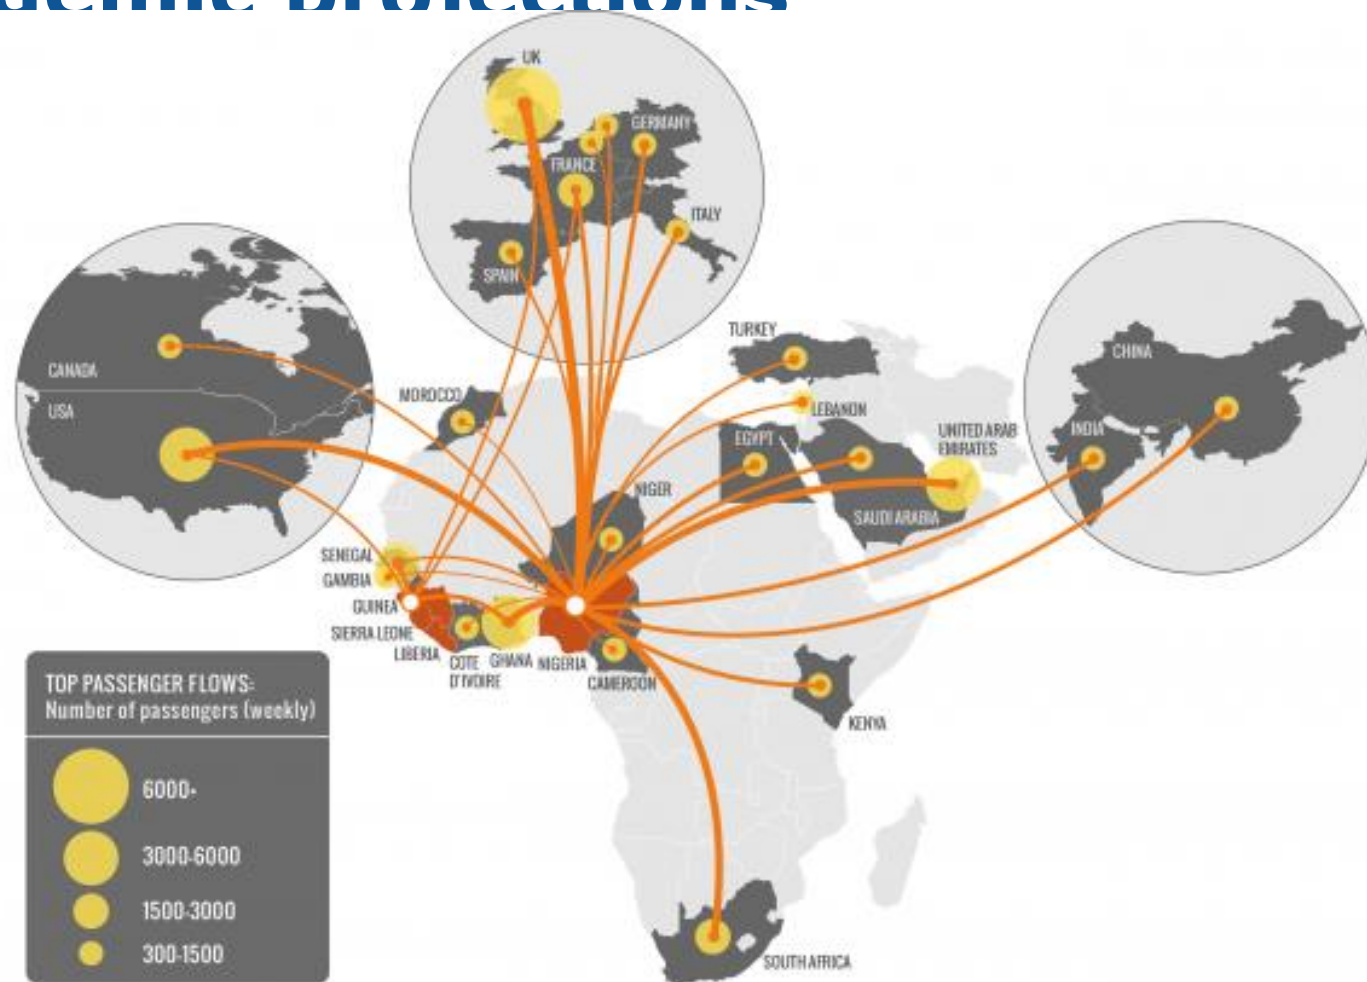 demic protections
UK
GERMANY
FRANCE
ITALY
SPAIN
CANADA
USA
MOROCCO
TURKEY
LEBANON
EGYPT
UNITED ARAB
EMIRATES
SAUDI ARABIA
CHINA
INDIA
NIGER
SENEGAL
GAMBIA
GUINEA
SIERRA LEONE
LIBERIA
COTE
D'IVOIRE
GHANA
NIGERIA
CAMEROON
KENYA
SOUTH AFRICA
TOP PASSENGER FLOWS:
Number of passengers (weekly)
6000+
3000-6000
1500-3000
300-1500